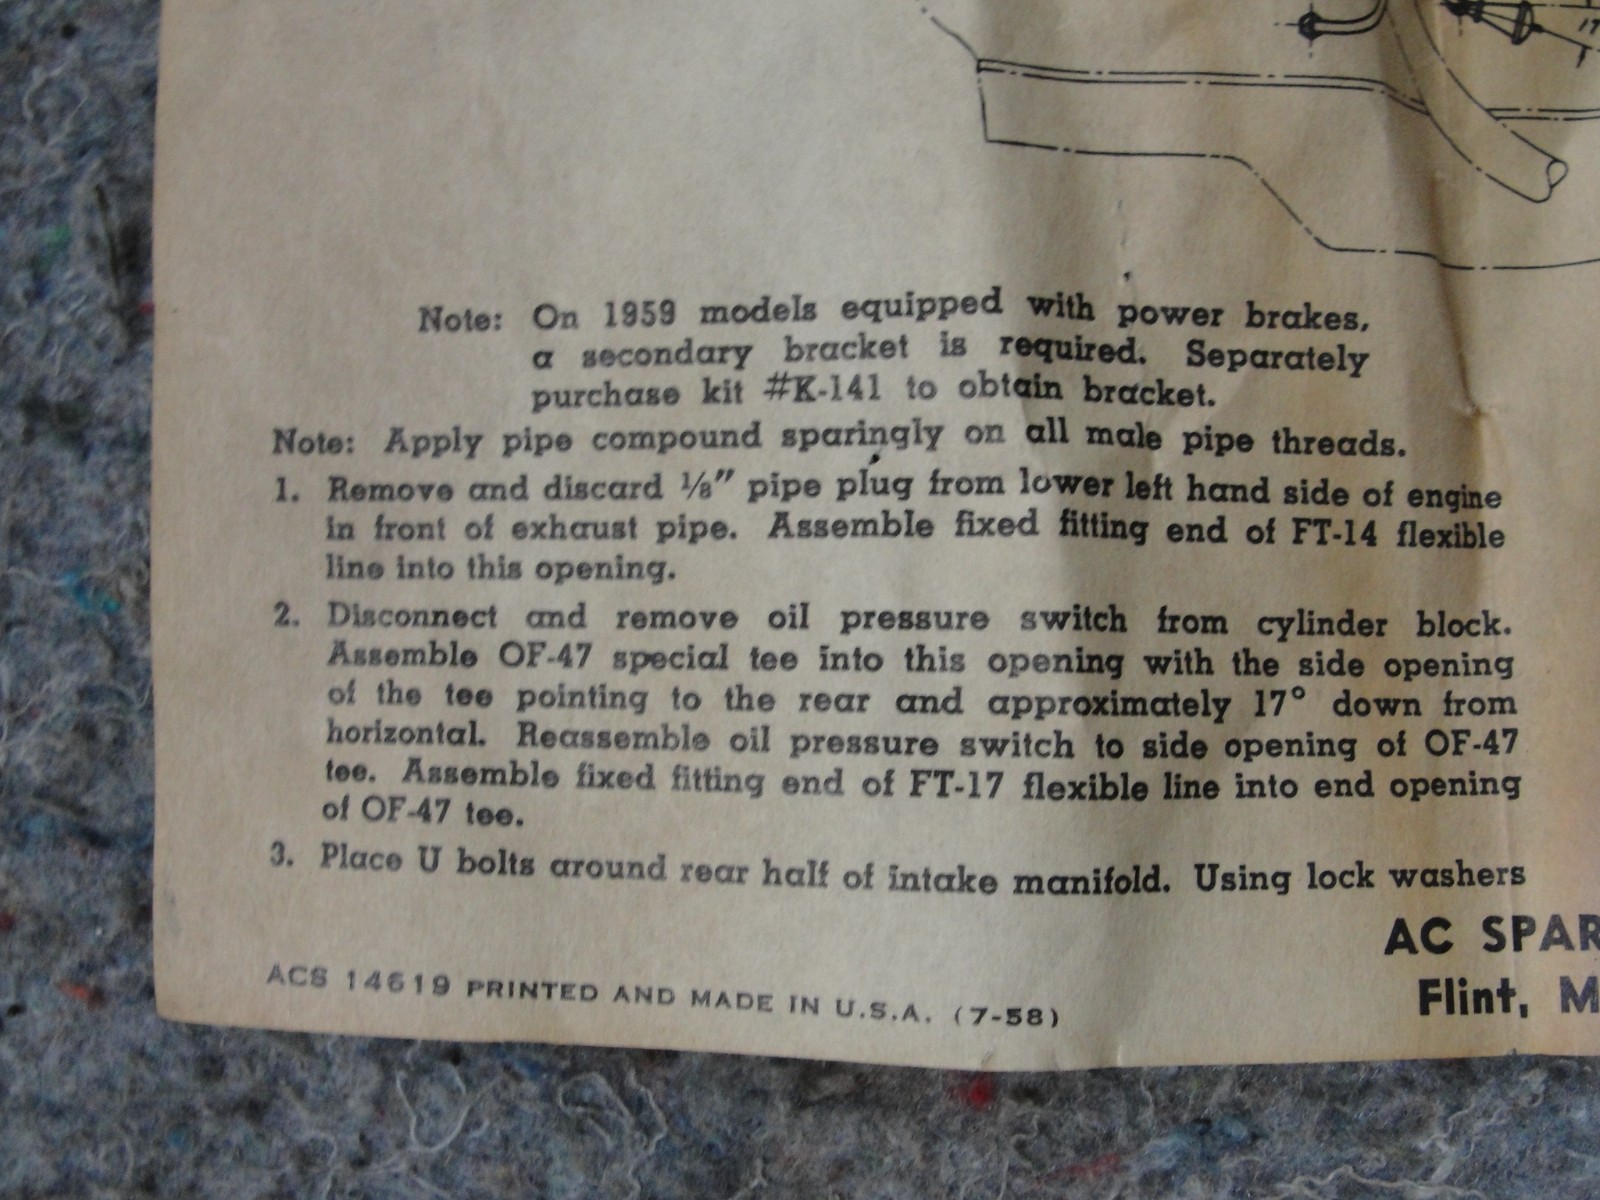 17
Note: On 1959 models equipped with power brakes,
a secondary bracket is required. Separately
purchase kit #K-141 to obtain bracket.
Note: Apply pipe compound sparingly on all male pipe threads.
1. Remove and discard ⅛" pipe plug from lower left hand side of engine
in front of exhaust pipe. Assemble fixed fitting end of FT-14 flexible
line into this opening.
2. Disconnect and remove oil pressure switch from cylinder block.
Assemble OF-47 special tee into this opening with the side opening
of the tee pointing to the rear and approximately 17° down from
horizontal. Reassemble oil pressure switch to side opening of OF-47
tee. Assemble fixed fitting end of FT-17 flexible line into end opening
of OF-47 tee.
3. Place U bolts around rear half of intake manifold. Using lock washers
AC SPAR
Flint, M
ACS 14619 PRINTED AND MADE IN U.S.A. (7-58)